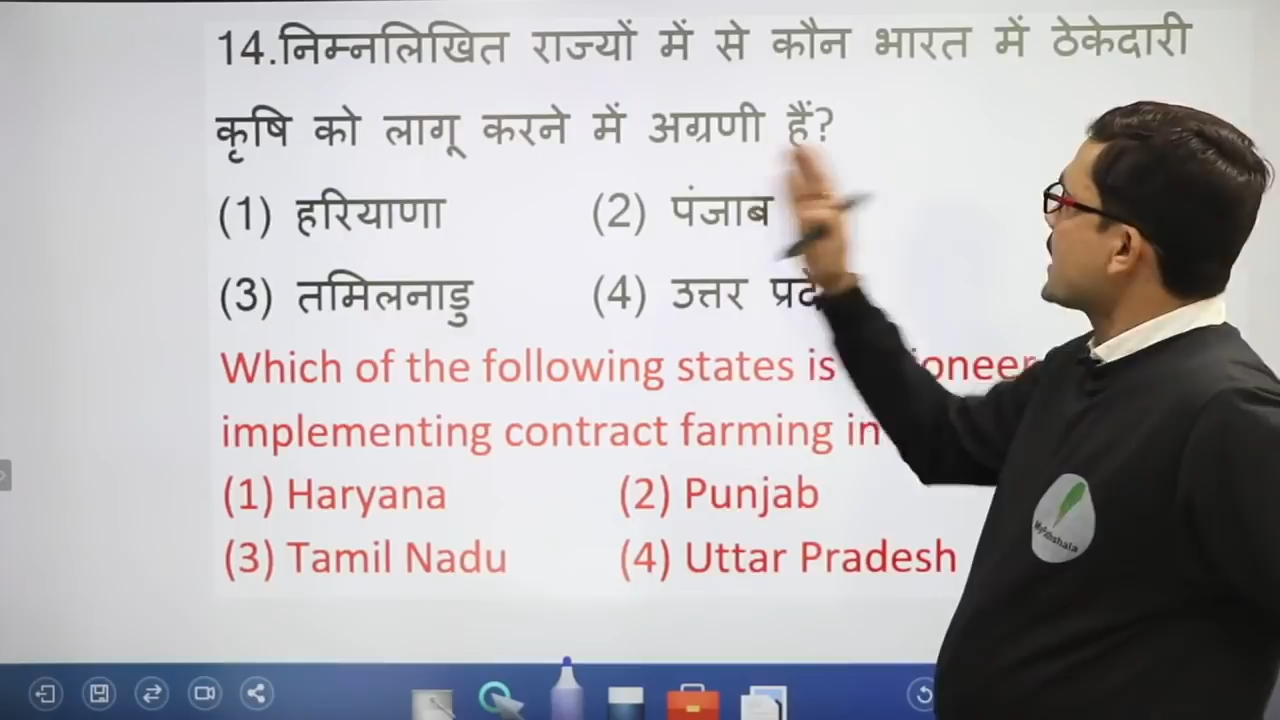 14.निम्नलिखित राज्यों में से कौन भारत में ठेकेदारी
कृषि को लागू करने में अग्रणी हैं?
(1) हरियाणा (2) पंजाब
(3) तमिलनाडु (4) उत्तर
Which of the following states is
implementing contract farming in
(1) Haryana (2) Punjab
(3) Tamil Nadu (4) Uttar Pradesh